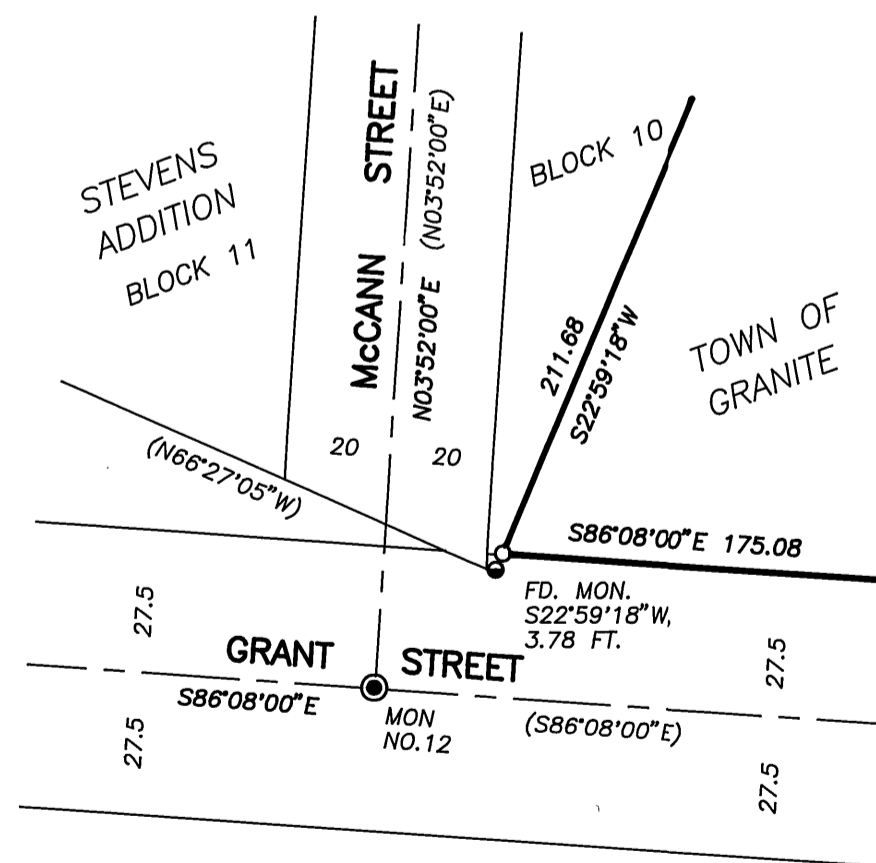 STEVENS
ADDITION
BLOCK 11
McCANN STREET
N03°52'00"E (N03°52'00"E)
BLOCK 10
211.68
S22°59'18"W
TOWN OF
GRANITE
20
20
(N66°27'05"W)
S86°08'00"E 175.08
FD. MON.
S22°59'18"W,
3.78 FT.
27.5
27.5
GRANT STREET
S86°08'00"E
(S86°08'00"E)
MON
NO.12
27.5
27.5